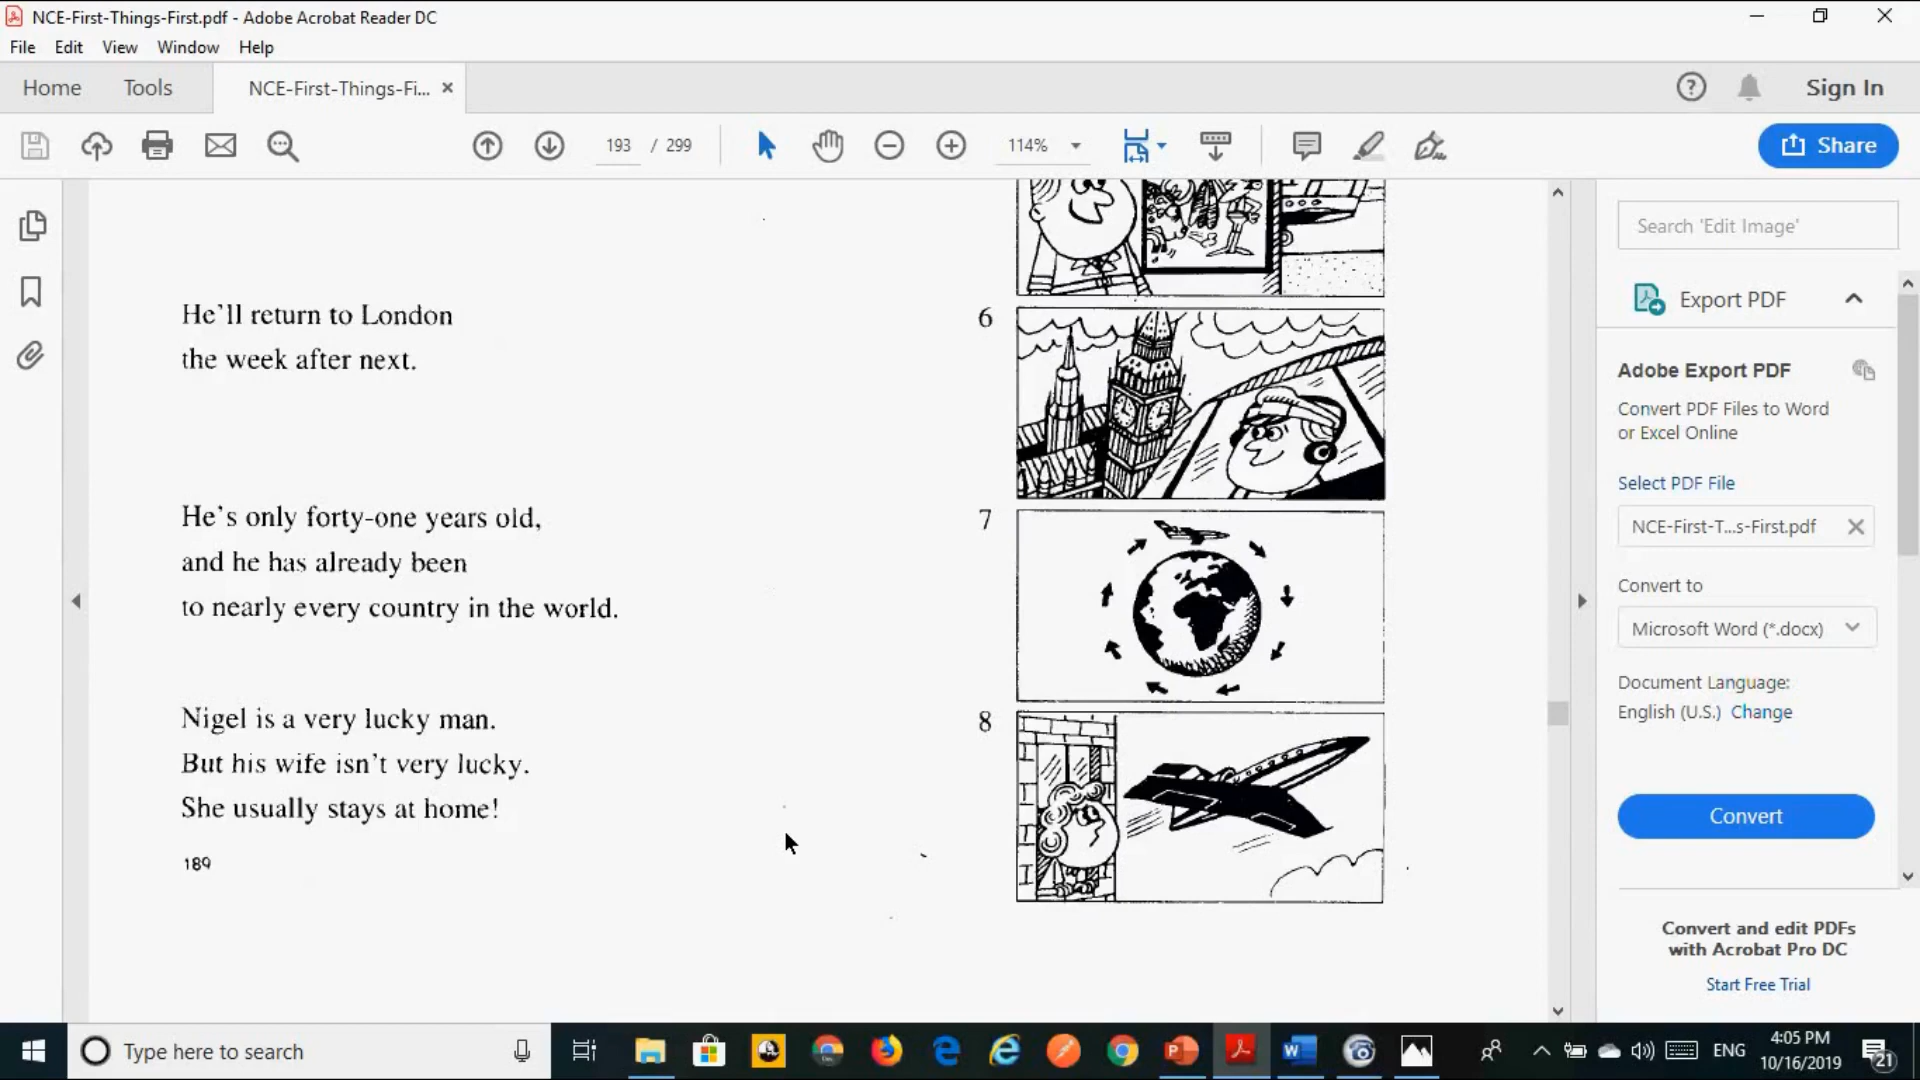 NCE-First-Things-First.pdf - Adobe Acrobat Reader DC
File Edit View Window Help
Home Tools NCE-First-Things-Fi... Sign In
193 / 299 114% Share
Search 'Edit Image'
Export PDF
Adobe Export PDF
Convert PDF Files to Word
or Excel Online
Select PDF File
NCE-First-T...s-First.pdf
Convert to
Microsoft Word (*.docx)
Document Language:
English (U.S.) Change
Convert
Convert and edit PDFs
with Acrobat Pro DC
Start Free Trial
He'll return to London
the week after next.
6
He's only forty-one years old,
and he has already been
to nearly every country in the world.
7
Nigel is a very lucky man.
But his wife isn't very lucky.
She usually stays at home!
8
189
Type here to search
ENG
4:05 PM
10/16/2019
21